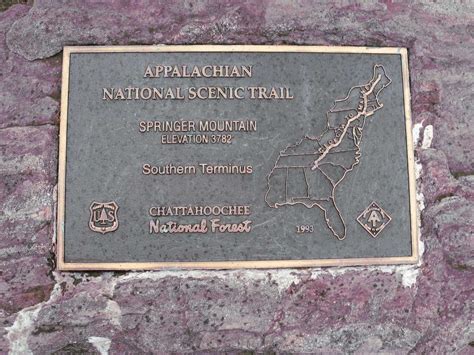 APPALACHIAN
NATIONAL SCENIC TRAIL
SPRINGER MOUNTAIN
ELEVATION 3782
Southern Terminus
CHATTAHOOCHEE
National Forest
1993